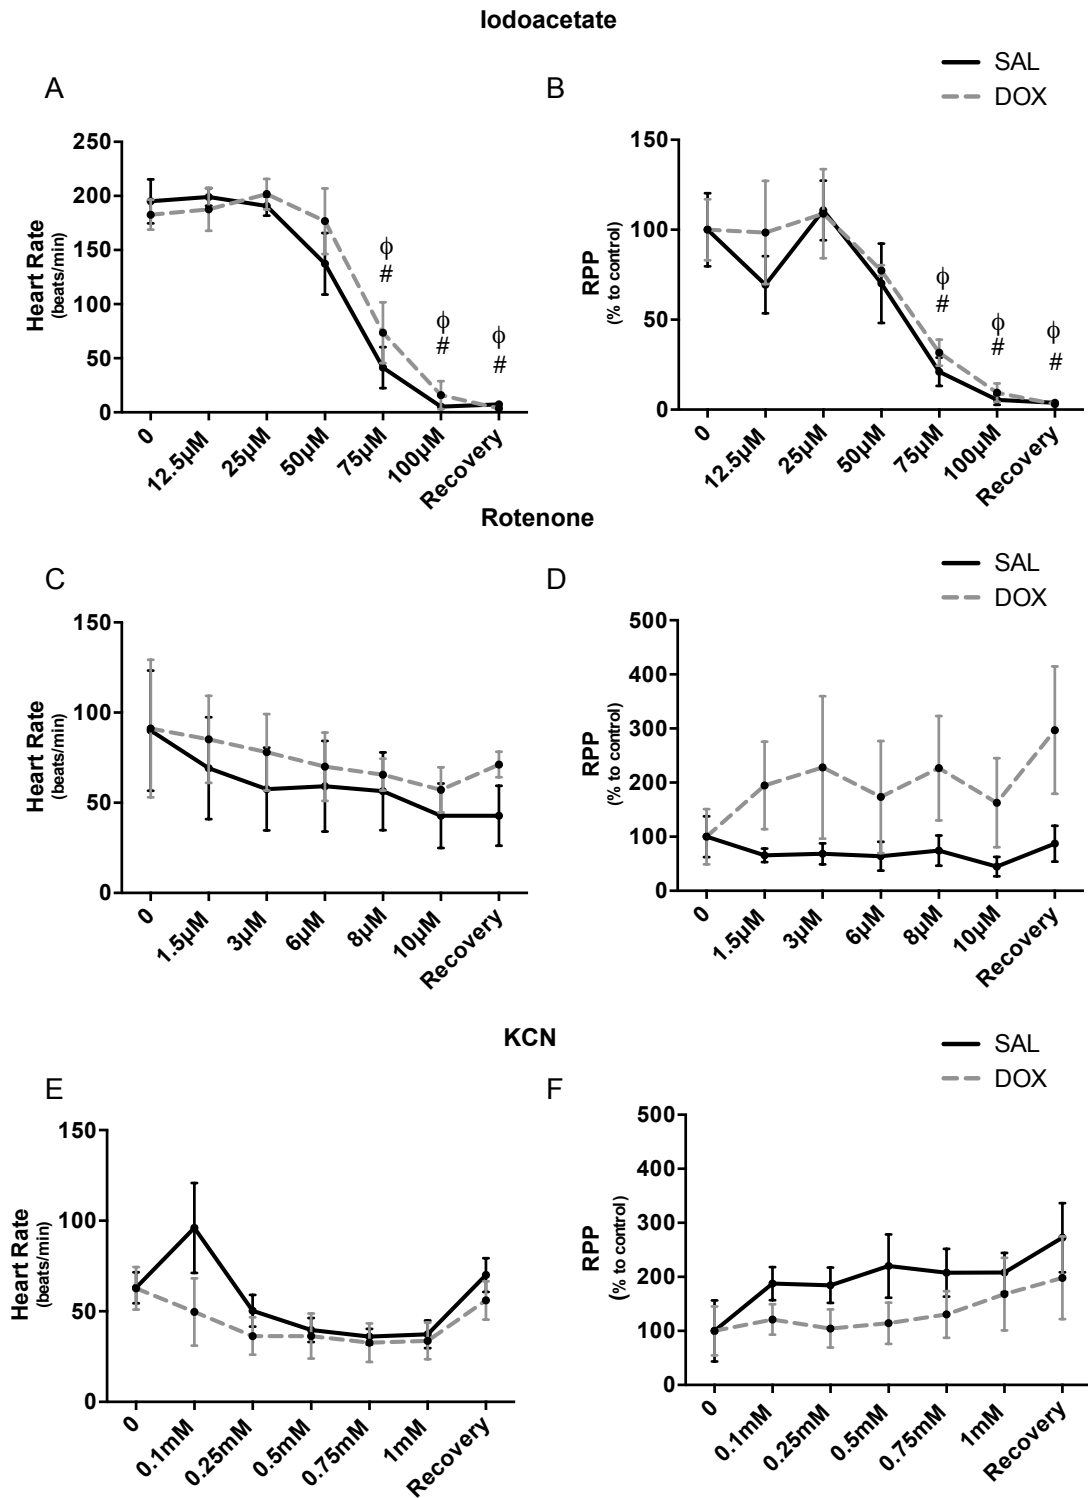 Iodoacetate
A
Heart Rate
(beats/min)
250
200
150
100
50
0
ϕ
#
ϕ
#
ϕ
#
0
12.5µM
25µM
50µM
75µM
100µM
Recovery
B
SAL
DOX
RPP
(% to control)
150
100
50
0
ϕ
#
ϕ
#
ϕ
#
0
12.5µM
25µM
50µM
75µM
100µM
Recovery
Rotenone
C
Heart Rate
(beats/min)
150
100
50
0
0
1.5µM
3µM
6µM
8µM
10µM
Recovery
D
SAL
DOX
RPP
(% to control)
500
400
300
200
100
0
0
1.5µM
3µM
6µM
8µM
10µM
Recovery
KCN
E
Heart Rate
(beats/min)
150
100
50
0
0
0.1mM
0.25mM
0.5mM
0.75mM
1mM
Recovery
F
SAL
DOX
RPP
(% to control)
500
400
300
200
100
0
0
0.1mM
0.25mM
0.5mM
0.75mM
1mM
Recovery